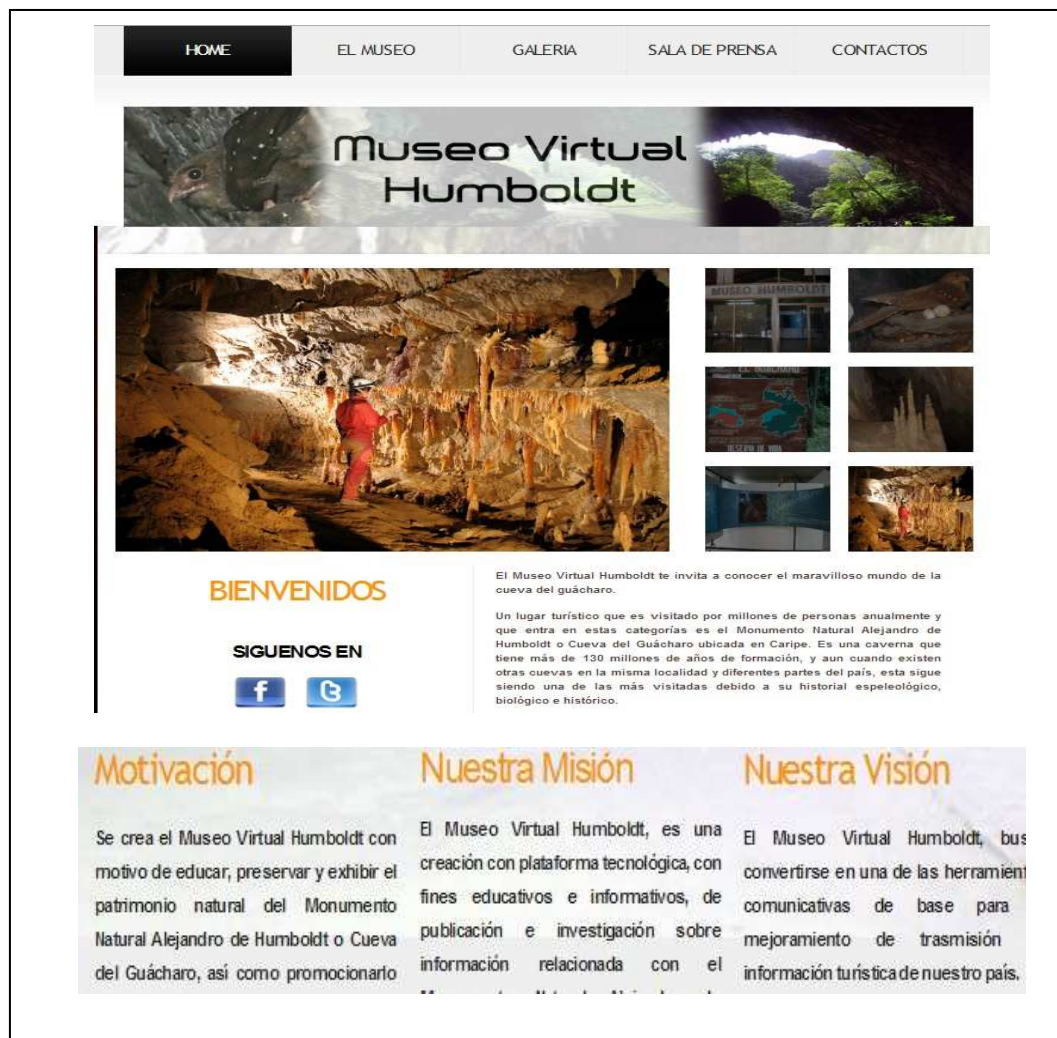 HOME EL MUSEO GALERIA SALA DE PRENSA CONTACTOS
Museo Virtual
Humboldt
MUSEO HUMBOLDT
EL GUACHARO
RESERVA DE VIDA
BIENVENIDOS
SIGUENOS EN
El Museo Virtual Humboldt te invita a conocer el maravilloso mundo de la
cueva del guácharo.
Un lugar turístico que es visitado por millones de personas anualmente y
que entra en estas categorías es el Monumento Natural Alejandro de
Humboldt o Cueva del Guácharo ubicada en Caripe. Es una caverna que
tiene más de 130 millones de años de formación, y aun cuando existen
otras cuevas en la misma localidad y diferentes partes del país, esta sigue
siendo una de las más visitadas debido a su historial espeleológico,
biológico e histórico.
Motivación
Se crea el Museo Virtual Humboldt con
motivo de educar, preservar y exhibir el
patrimonio natural del Monumento
Natural Alejandro de Humboldt o Cueva
del Guácharo, así como promocionarlo
Nuestra Misión
El Museo Virtual Humboldt, es una
creación con plataforma tecnológica, con
fines educativos e informativos, de
publicación e investigación sobre
información relacionada con el
Nuestra Visión
El Museo Virtual Humboldt, bus
convertirse en una de las herramient
comunicativas de base para
mejoramiento de trasmisión
información turística de nuestro país.